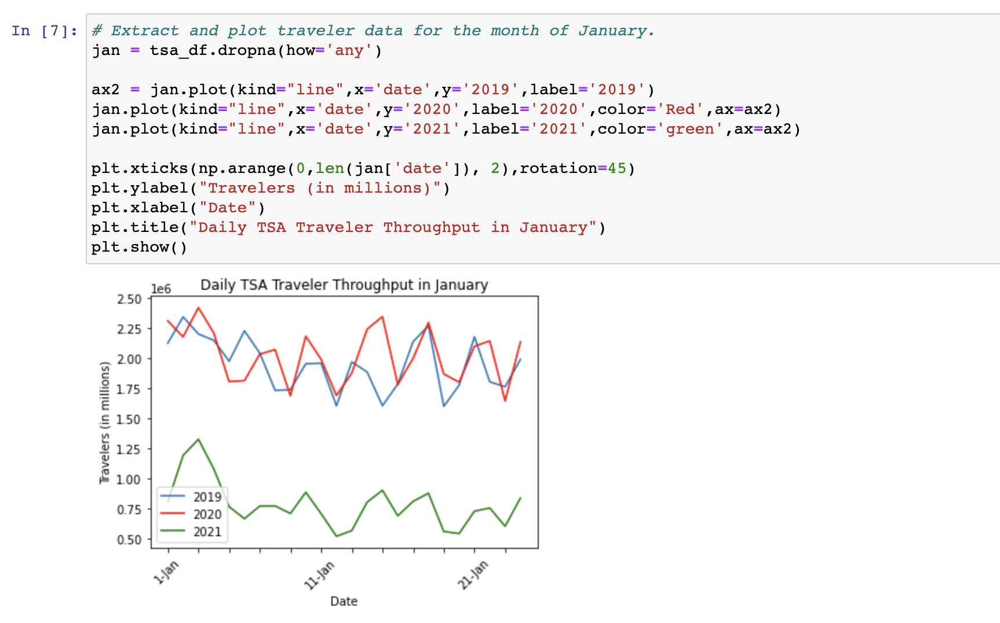 In [7]: # Extract and plot traveler data for the month of January.
jan = tsa_df.dropna(how='any')
ax2 = jan.plot(kind="line",x='date',y='2019',label='2019')
jan.plot(kind="line",x='date',y='2020',label='2020',color='Red',ax=ax2)
jan.plot(kind="line",x='date',y='2021',label='2021',color='green',ax=ax2)
plt.xticks(np.arange(0,len(jan['date']), 2),rotation=45)
plt.ylabel("Travelers (in millions)")
plt.xlabel("Date")
plt.title("Daily TSA Traveler Throughput in January")
plt.show()
Daily TSA Traveler Throughput in January
1e6
2.50
2.25
2.00
1.75
1.50
1.25
1.00
0.75
0.50
Travelers (in millions)
2019
2020
2021
1-Jan
11-Jan
21-Jan
Date